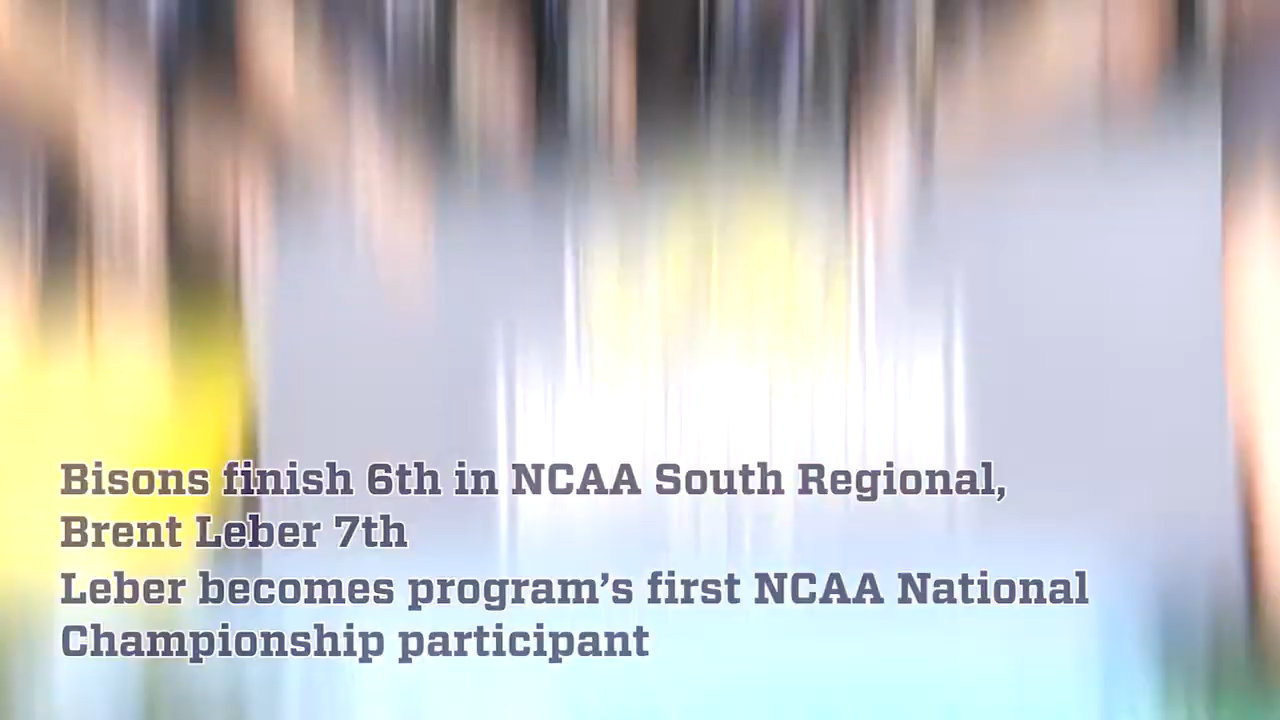 Bisons finish 6th in NCAA South Regional,
Brent Leber 7th
Leber becomes program’s first NCAA National
Championship participant